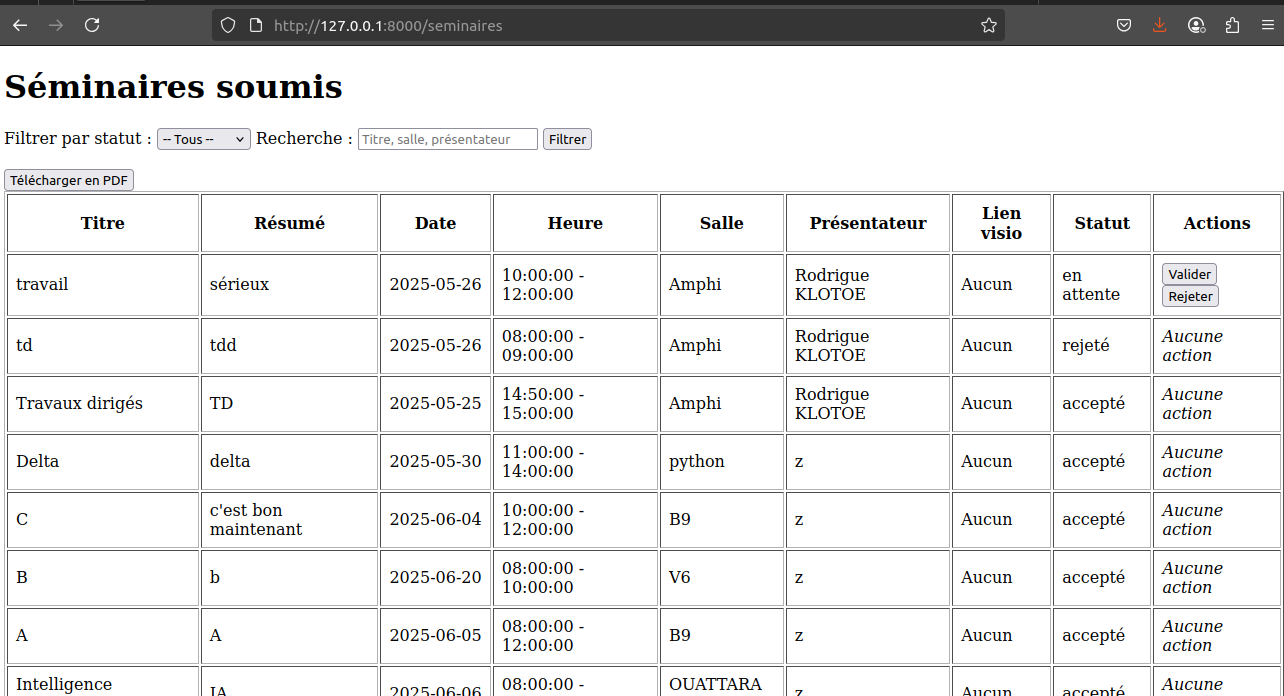 http://127.0.0.1:8000/seminaires
Séminaires soumis
Filtrer par statut : -- Tous -- Recherche : Titre, salle, présentateur Filtrer
Télécharger en PDF
Titre Résumé Date Heure Salle Présentateur Lien visio Statut Actions
travail sérieux 2025-05-26 10:00:00 - 12:00:00 Amphi Rodrigue KLOTOE Aucun en attente Valider Rejeter
td tdd 2025-05-26 08:00:00 - 09:00:00 Amphi Rodrigue KLOTOE Aucun rejeté Aucune action
Travaux dirigés TD 2025-05-25 14:50:00 - 15:00:00 Amphi Rodrigue KLOTOE Aucun accepté Aucune action
Delta delta 2025-05-30 11:00:00 - 14:00:00 python z Aucun accepté Aucune action
C c'est bon maintenant 2025-06-04 10:00:00 - 12:00:00 B9 z Aucun accepté Aucune action
B b 2025-06-20 08:00:00 - 10:00:00 V6 z Aucun accepté Aucune action
A A 2025-06-05 08:00:00 - 12:00:00 B9 z Aucun accepté Aucune action
Intelligence IA 2025-06-06 08:00:00 - OUATTARA z Aucun accepté Aucune